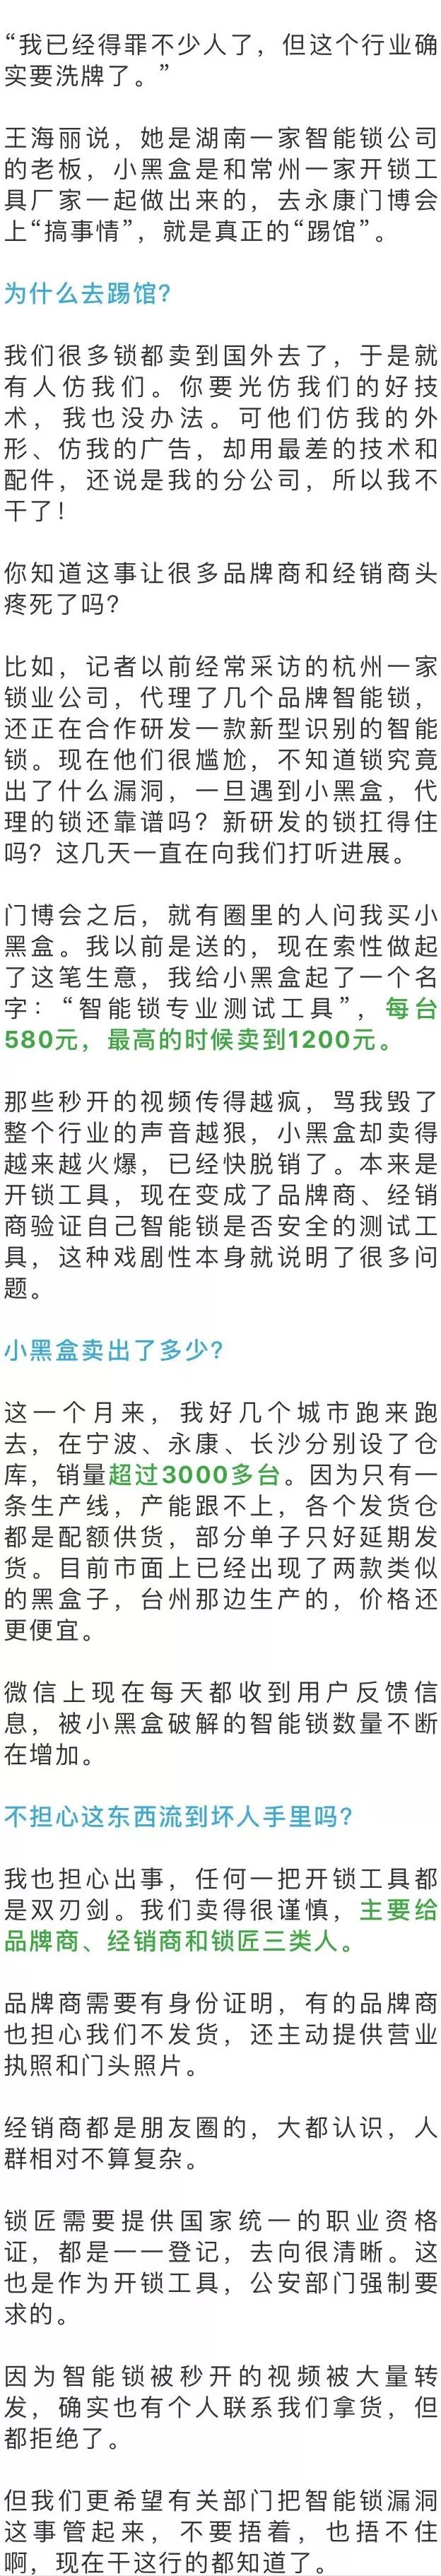 “我已经得罪不少人了，但这个行业确
实要洗牌了。”
王海丽说，她是湖南一家智能锁公司
的老板，小黑盒是和常州一家开锁工
具厂家一起做出来的，去永康门博会
上“搞事情”，就是真正的“踢馆”。
为什么去踢馆?
我们很多锁都卖到国外去了，于是就
有人仿我们。你要光仿我们的好技
术，我也没办法。可他们仿我的外
形、仿我的广告，却用最差的技术和
配件，还说是我的分公司，所以我不
干了！
你知道这事让很多品牌商和经销商头
疼死了吗？
比如，记者以前经常采访的杭州一家
锁业公司，代理了几个品牌智能锁，
还正在合作研发一款新型识别的智能
锁。现在他们很尴尬，不知道锁究竟
出了什么漏洞，一旦遇到小黑盒，代
理的锁还靠谱吗？新研发的锁扛得住
吗？这几天一直在向我们打听进展。
门博会之后，就有圈里的人问我买小
黑盒。我以前是送的，现在索性做起
了这笔生意，我给小黑盒起了一个名
字：“智能锁专业测试工具”，每台
580元，最高的时候卖到1200元。
那些秒开的视频传得越疯，骂我毁了
整个行业的声音越狠，小黑盒却卖得
越来越火爆，已经快脱销了。本来是
开锁工具，现在变成了品牌商、经销
商验证自己智能锁是否安全的测试工
具，这种戏剧性本身就说明了很多问
题。
小黑盒卖出了多少?
这一个月来，我好几个城市跑来跑
去，在宁波、永康、长沙分别设了仓
库，销量超过3000多台。因为只有一
条生产线，产能跟不上，各个发货仓
都是配额供货，部分单子只好延期发
货。目前市面上已经出现了两款类似
的黑盒子，台州那边生产的，价格还
更便宜。
微信上现在每天都收到用户反馈信
息，被小黑盒破解的智能锁数量不断
在增加。
不担心这东西流到坏人手里吗?
我也担心出事，任何一把开锁工具都
是双刃剑。我们卖得很谨慎，主要给
品牌商、经销商和锁匠三类人。
品牌商需要有身份证明，有的品牌商
也担心我们不发货，还主动提供营业
执照和门头照片。
经销商都是朋友圈的，大都认识，人
群相对不算复杂。
锁匠需要提供国家统一的职业资格
证，都是一一登记，去向很清晰。这
也是作为开锁工具，公安部门强制要
求的。
因为智能锁被秒开的视频被大量转
发，确实也有个人联系我们拿货，但
都拒绝了。
但我们更希望有关部门把智能锁漏洞
这事管起来，不要捂着，也捂不住
啊，现在干这行的都知道了。